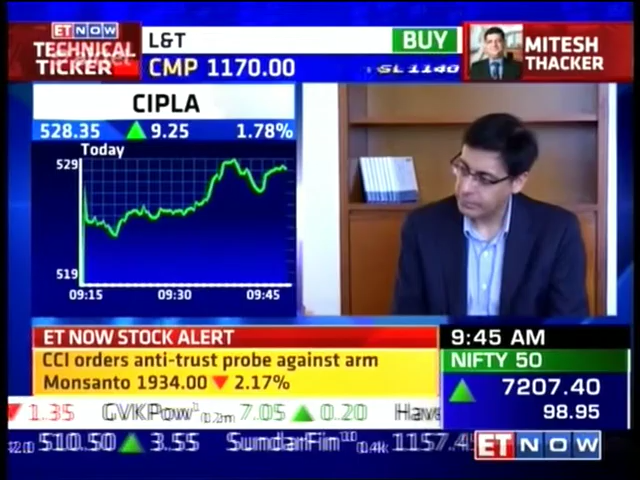 ET NOW
TECHNICAL
TICKER
L&T
BUY
CMP 1170.00
SL 1140
MITESH
THACKER
CIPLA
528.35 ▲ 9.25 1.78%
Today
529
519
09:15 09:30 09:45
ET NOW STOCK ALERT
CCI orders anti-trust probe against arm
Monsanto 1934.00 ▼ 2.17%
9:45 AM
NIFTY 50
▲ 7207.40
98.95
▼ 1.35 GVKPow 7.05 ▲ 0.20
510.50 ▲ 3.55 1157.4
ET NOW